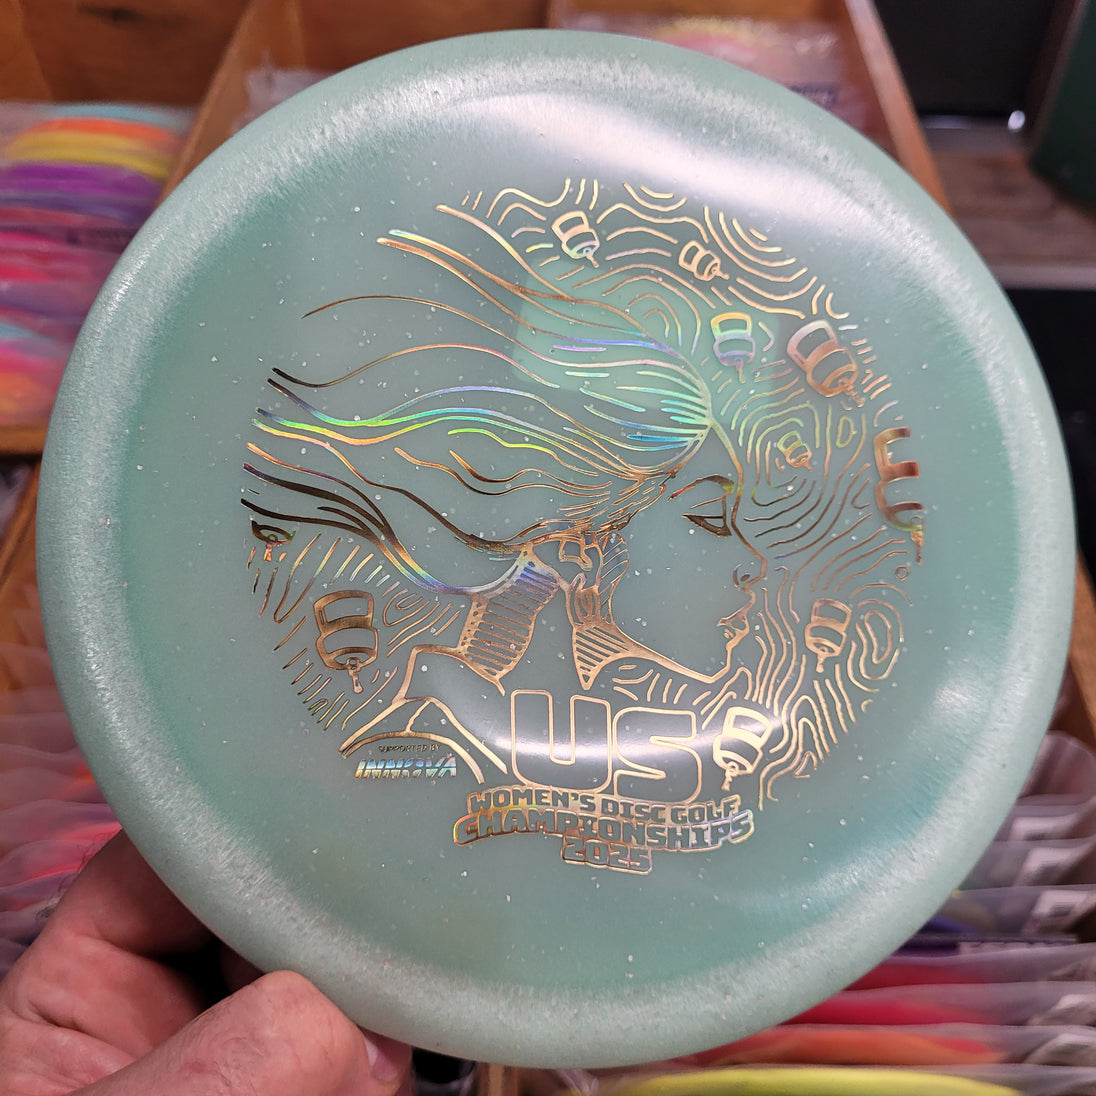 US
SUPPORTED BY
INNOVA
WOMEN'S DISC GOLF
CHAMPIONSHIPS
2025